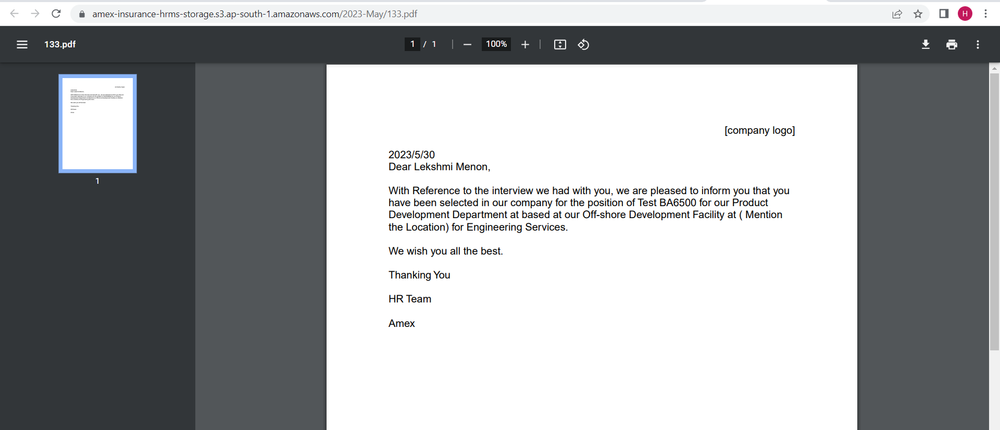 amex-insurance-hrms-storage.s3.ap-south-1.amazonaws.com/2023-May/133.pdf
H
133.pdf
1 / 1
100%
1
[company logo]
2023/5/30
Dear Lekshmi Menon,
With Reference to the interview we had with you, we are pleased to inform you that you
have been selected in our company for the position of Test BA6500 for our Product
Development Department at based at our Off-shore Development Facility at ( Mention
the Location) for Engineering Services.
We wish you all the best.
Thanking You
HR Team
Amex